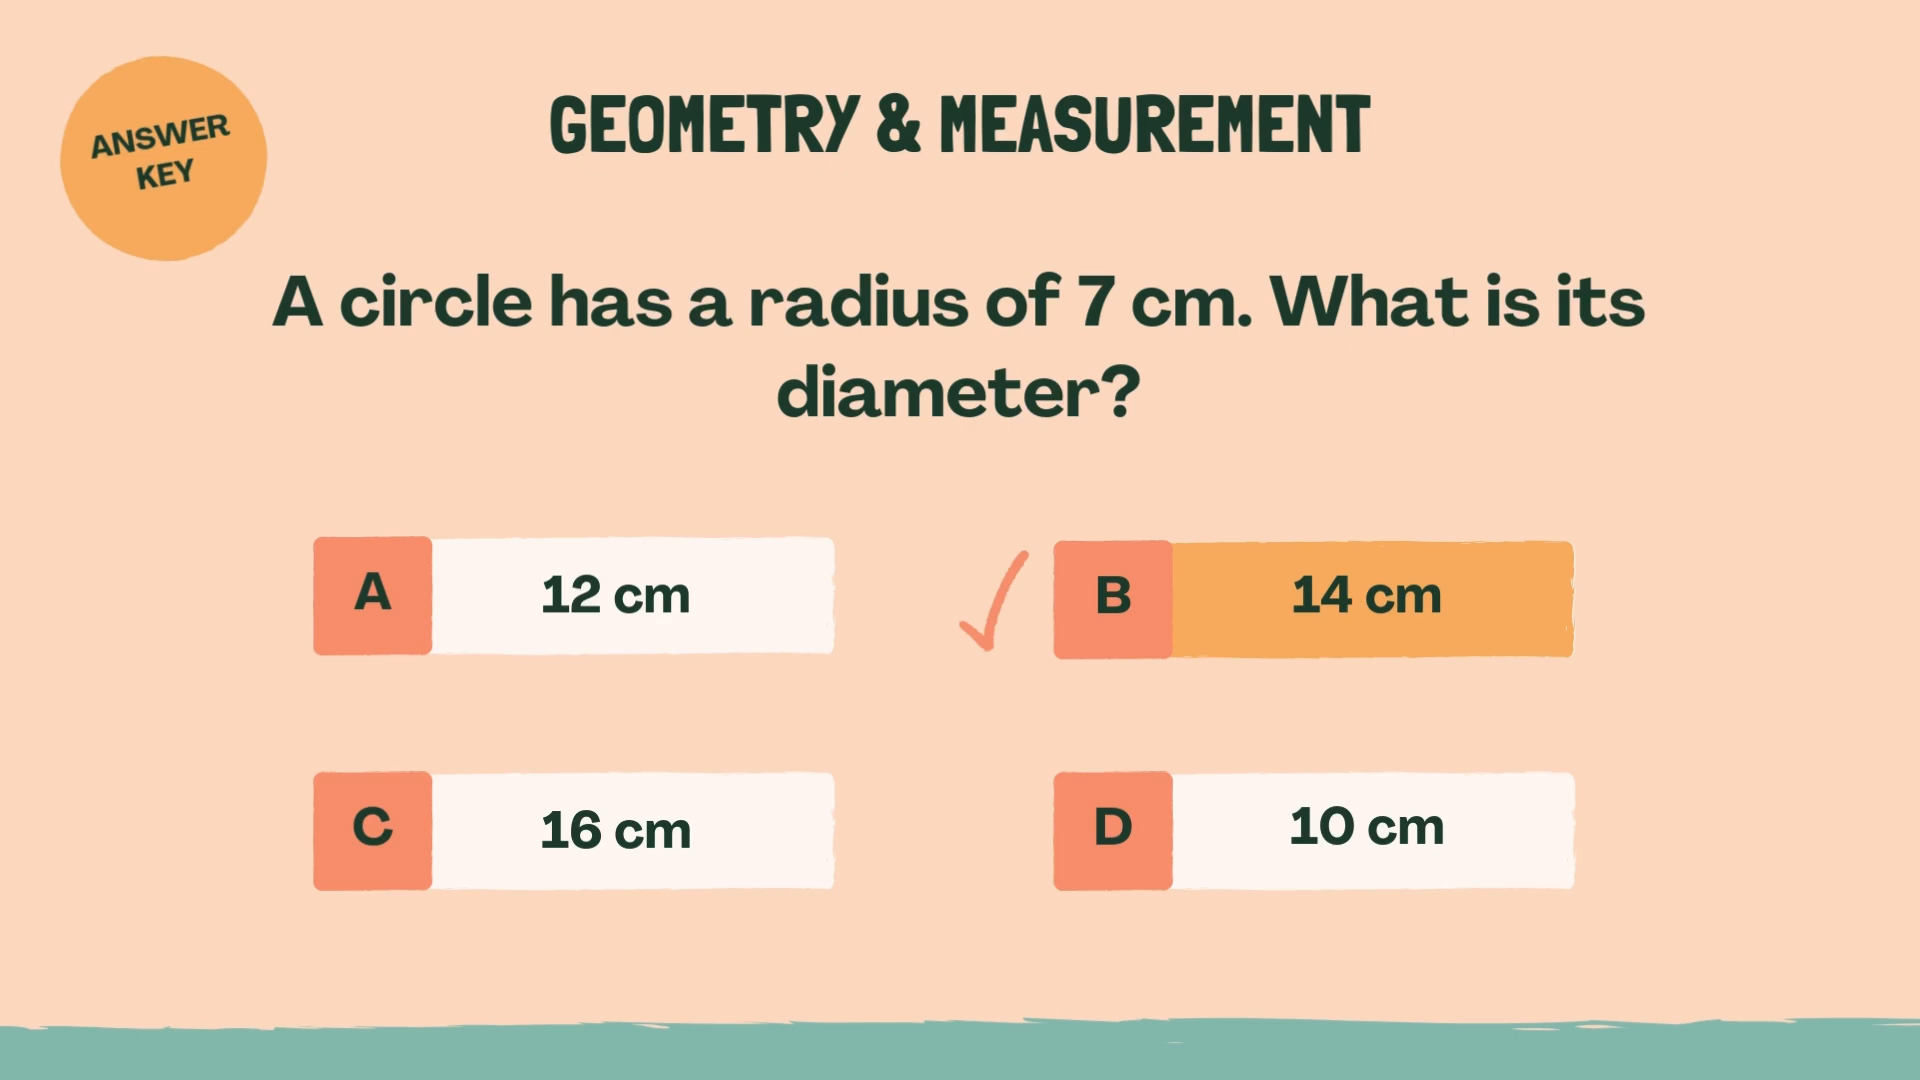 ANSWER
KEY
GEOMETRY & MEASUREMENT
A circle has a radius of 7 cm. What is its
diameter?
A
12 cm
B
14 cm
C
16 cm
D
10 cm